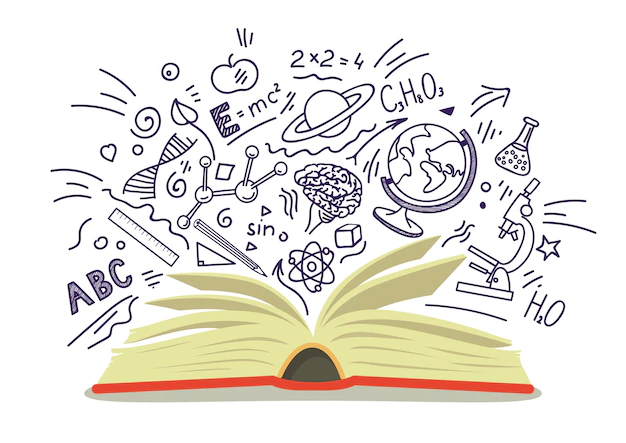 2×2=4
E=mc²
C₃H₈O₃
sin○
ABC
H₂O